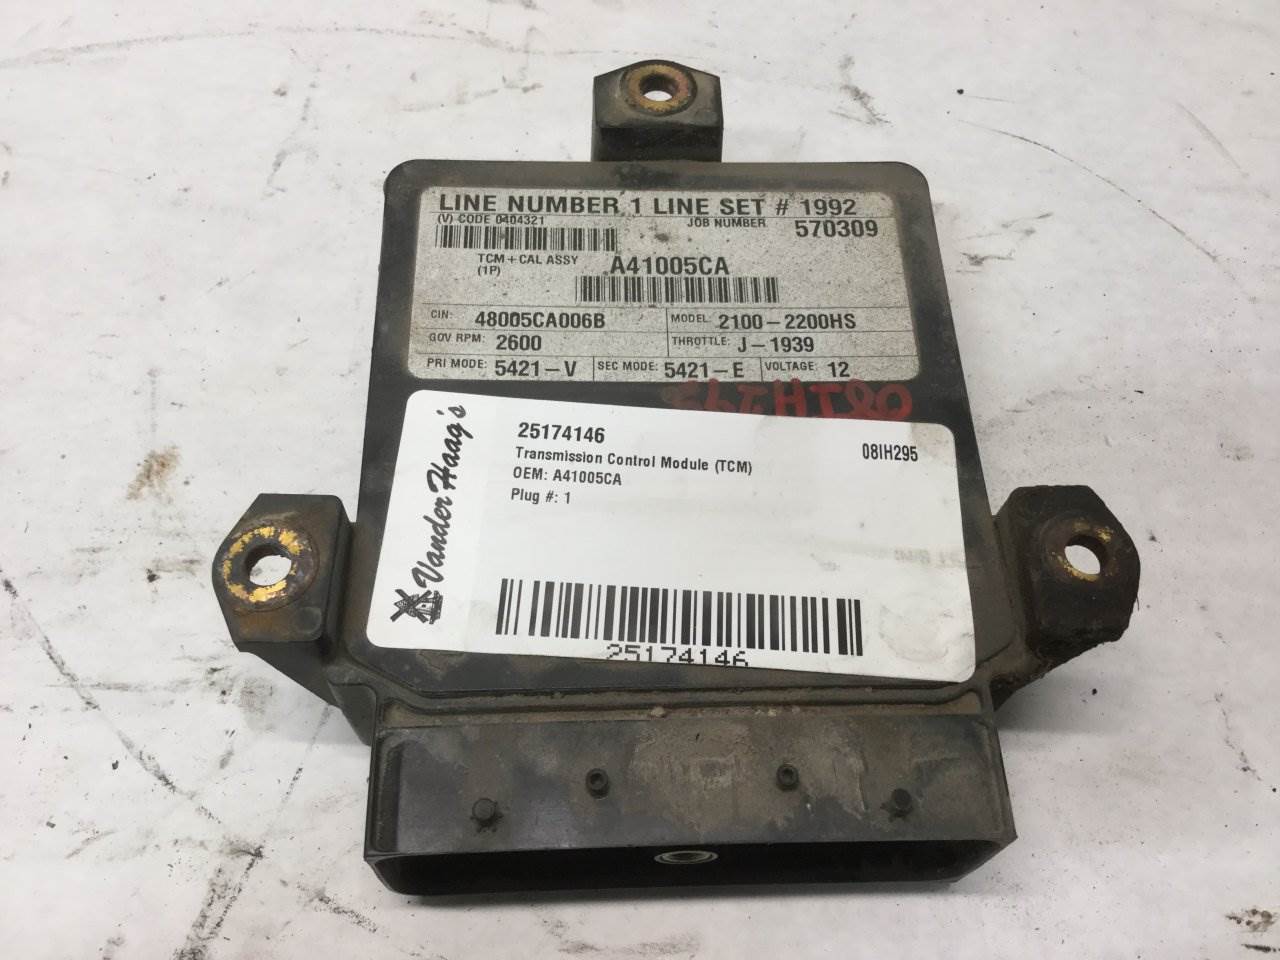 LINE NUMBER 1 LINE SET # 1992
(V) CODE 0404321 JOB NUMBER 570309
TCM + CAL ASSY A41005CA
(1P)
CIN: 48005CA006B MODEL: 2100-2200HS
GOV RPM: 2600 THROTTLE: J-1939
PRI MODE: 5421-V SEC MODE: 5421-E VOLTAGE: 12
08IH295
Vander Haag's
25174146 08IH295
Transmission Control Module (TCM)
OEM: A41005CA
Plug #: 1
25174146